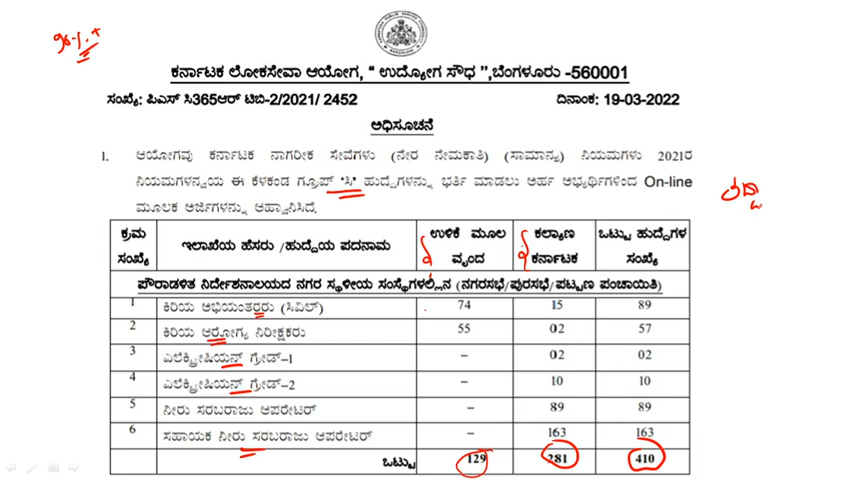 ಕರ್ನಾಟಕ ಲೋಕಸೇವಾ ಆಯೋಗ, “ ಉದ್ಯೋಗ ಸೌಧ ”,ಬೆಂಗಳೂರು -560001
ಸಂಖ್ಯೆ: ಪಿಎಸ್ ಸಿ365ಆರ್ ಟಿಬಿ-2/2021/ 2452 ದಿನಾಂಕ: 19-03-2022
ಅಧಿಸೂಚನೆ
1. ಆಯೋಗವು ಕರ್ನಾಟಕ ನಾಗರೀಕ ಸೇವೆಗಳು (ನೇರ ನೇಮಕಾತಿ) (ಸಾಮಾನ್ಯ) ನಿಯಮಗಳು 2021ರ
ನಿಯಮಗಳನ್ವಯ ಈ ಕೆಳಕಂಡ ಗ್ರೂಪ್ ‘ಸಿ’ ಹುದ್ದೆಗಳನ್ನು ಭರ್ತಿ ಮಾಡಲು ಅರ್ಹ ಅಭ್ಯರ್ಥಿಗಳಿಂದ On-line
ಮೂಲಕ ಅರ್ಜಿಗಳನ್ನು ಆಹ್ವಾನಿಸಿದೆ.
ಕ್ರಮ ಸಂಖ್ಯೆ ಇಲಾಖೆಯ ಹೆಸರು /ಹುದ್ದೆಯ ಪದನಾಮ ಉಳಿಕೆ ಮೂಲ ವೃಂದ ಕಲ್ಯಾಣ ಕರ್ನಾಟಕ ಒಟ್ಟು ಹುದ್ದೆಗಳ ಸಂಖ್ಯೆ
ಪೌರಾಡಳಿತ ನಿರ್ದೇಶನಾಲಯದ ನಗರ ಸ್ಥಳೀಯ ಸಂಸ್ಥೆಗಳಲ್ಲಿನ (ನಗರಸಭೆ/ಪುರಸಭೆ/ಪಟ್ಟಣ ಪಂಚಾಯಿತಿ)
1 ಕಿರಿಯ ಅಭಿಯಂತರರು (ಸಿವಿಲ್) 74 15 89
2 ಕಿರಿಯ ಆರೋಗ್ಯ ನಿರೀಕ್ಷಕರು 55 02 57
3 ಎಲೆಕ್ಟ್ರೀಷಿಯನ್ ಗ್ರೇಡ್-1 – 02 02
4 ಎಲೆಕ್ಟ್ರೀಷಿಯನ್ ಗ್ರೇಡ್-2 – 10 10
5 ನೀರು ಸರಬರಾಜು ಆಪರೇಟರ್ – 89 89
6 ಸಹಾಯಕ ನೀರು ಸರಬರಾಜು ಆಪರೇಟರ್ – 163 163
ಒಟ್ಟು 129 281 410